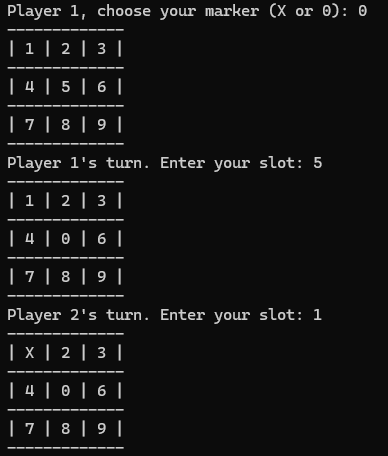 Player 1, choose your marker (X or 0): 0
-------------
| 1 | 2 | 3 |
-------------
| 4 | 5 | 6 |
-------------
| 7 | 8 | 9 |
-------------
Player 1's turn. Enter your slot: 5
-------------
| 1 | 2 | 3 |
-------------
| 4 | 0 | 6 |
-------------
| 7 | 8 | 9 |
-------------
Player 2's turn. Enter your slot: 1
-------------
| X | 2 | 3 |
-------------
| 4 | 0 | 6 |
-------------
| 7 | 8 | 9 |
-------------